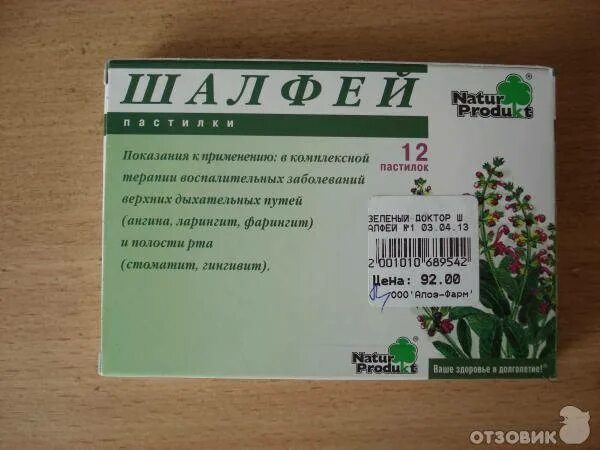 ШАЛФЕЙ
пастилки
Natur
Produkt
Показания к применению: в комплексной
терапии воспалительных заболеваний
верхних дыхательных путей
(ангина, ларингит, фарингит)
и полости рта
(стоматит, гингивит).
12
пастилок
ЗЕЛЕНЫЙ ДОКТОР Ш
АЛФЕЙ №1 03.04.13
2 001010 689542
Цена: 92.00
ООО'Алоэ-Фарм'
Natur
Produkt
Ваше здоровье и долголетие!
отзовик